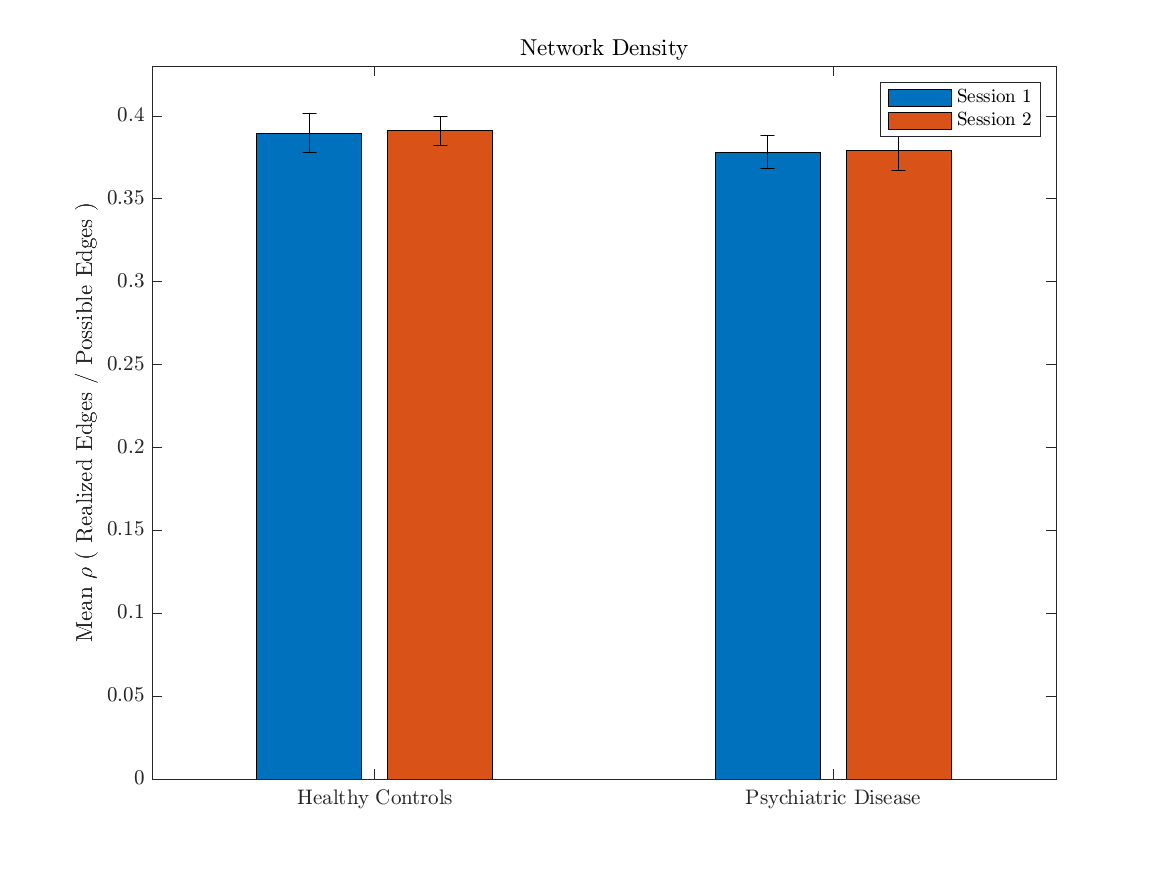 Network Density
Session 1
Session 2
0.4
0.35
0.3
0.25
0.2
0.15
0.1
0.05
0
Mean ρ ( Realized Edges / Possible Edges )
Healthy Controls
Psychiatric Disease